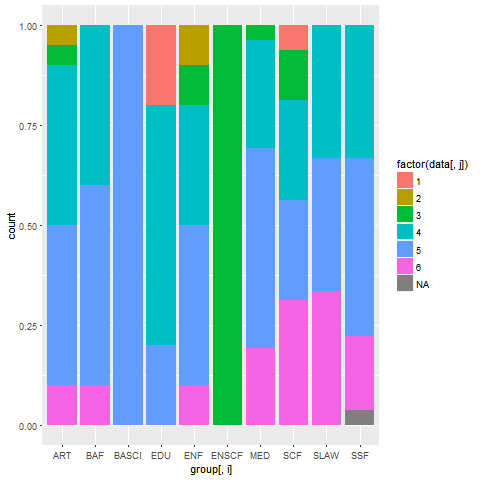 1.00
0.75
0.50
0.25
0.00
count
ART BAF BASCI EDU ENF ENSCF MED SCF SLAW SSF
group[, i]
factor(data[, j])
1
2
3
4
5
6
NA